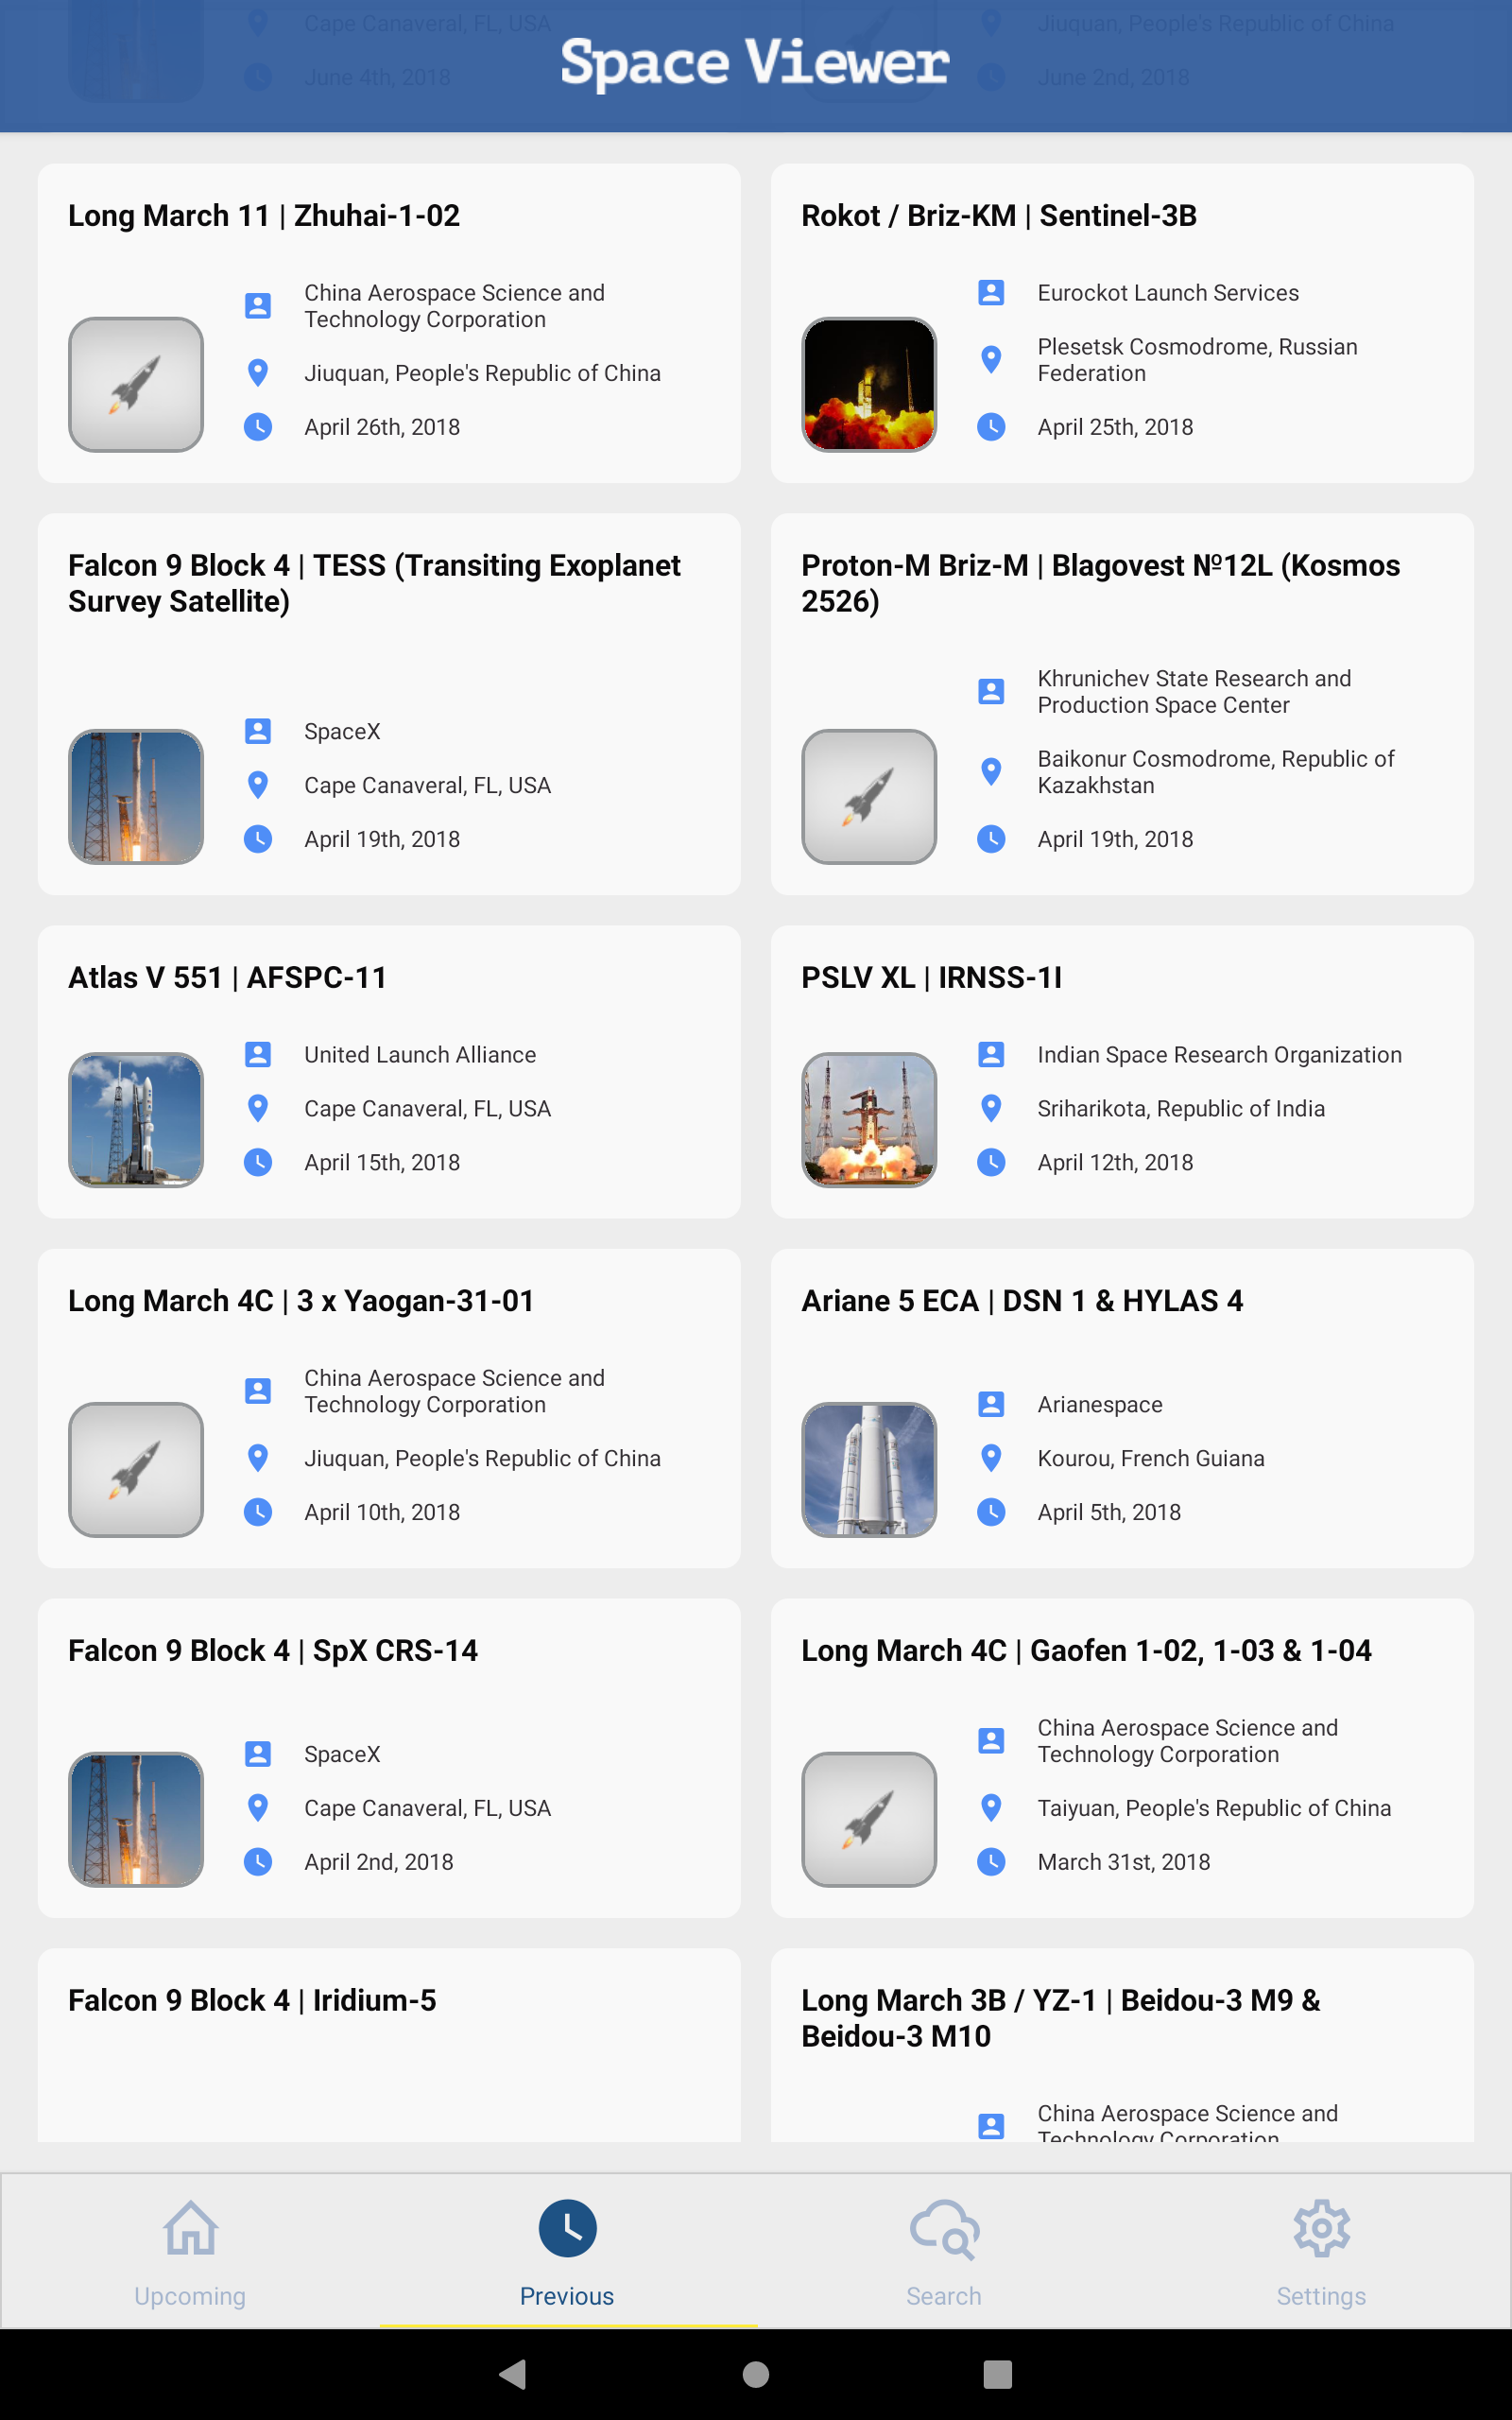 Cape Canaveral, FL, USA
June 4th, 2018
Jiuquan, People's Republic of China
June 2nd, 2018
Space Viewer
Long March 11 | Zhuhai-1-02
China Aerospace Science and
Technology Corporation
Jiuquan, People's Republic of China
April 26th, 2018
Rokot / Briz-KM | Sentinel-3B
Eurockot Launch Services
Plesetsk Cosmodrome, Russian
Federation
April 25th, 2018
Falcon 9 Block 4 | TESS (Transiting Exoplanet
Survey Satellite)
SpaceX
Cape Canaveral, FL, USA
April 19th, 2018
Proton-M Briz-M | Blagovest №12L (Kosmos
2526)
Khrunichev State Research and
Production Space Center
Baikonur Cosmodrome, Republic of
Kazakhstan
April 19th, 2018
Atlas V 551 | AFSPC-11
United Launch Alliance
Cape Canaveral, FL, USA
April 15th, 2018
PSLV XL | IRNSS-1I
Indian Space Research Organization
Sriharikota, Republic of India
April 12th, 2018
Long March 4C | 3 x Yaogan-31-01
China Aerospace Science and
Technology Corporation
Jiuquan, People's Republic of China
April 10th, 2018
Ariane 5 ECA | DSN 1 & HYLAS 4
Arianespace
Kourou, French Guiana
April 5th, 2018
Falcon 9 Block 4 | SpX CRS-14
SpaceX
Cape Canaveral, FL, USA
April 2nd, 2018
Long March 4C | Gaofen 1-02, 1-03 & 1-04
China Aerospace Science and
Technology Corporation
Taiyuan, People's Republic of China
March 31st, 2018
Falcon 9 Block 4 | Iridium-5
Long March 3B / YZ-1 | Beidou-3 M9 &
Beidou-3 M10
China Aerospace Science and
Technology Corporation
Upcoming
Previous
Search
Settings